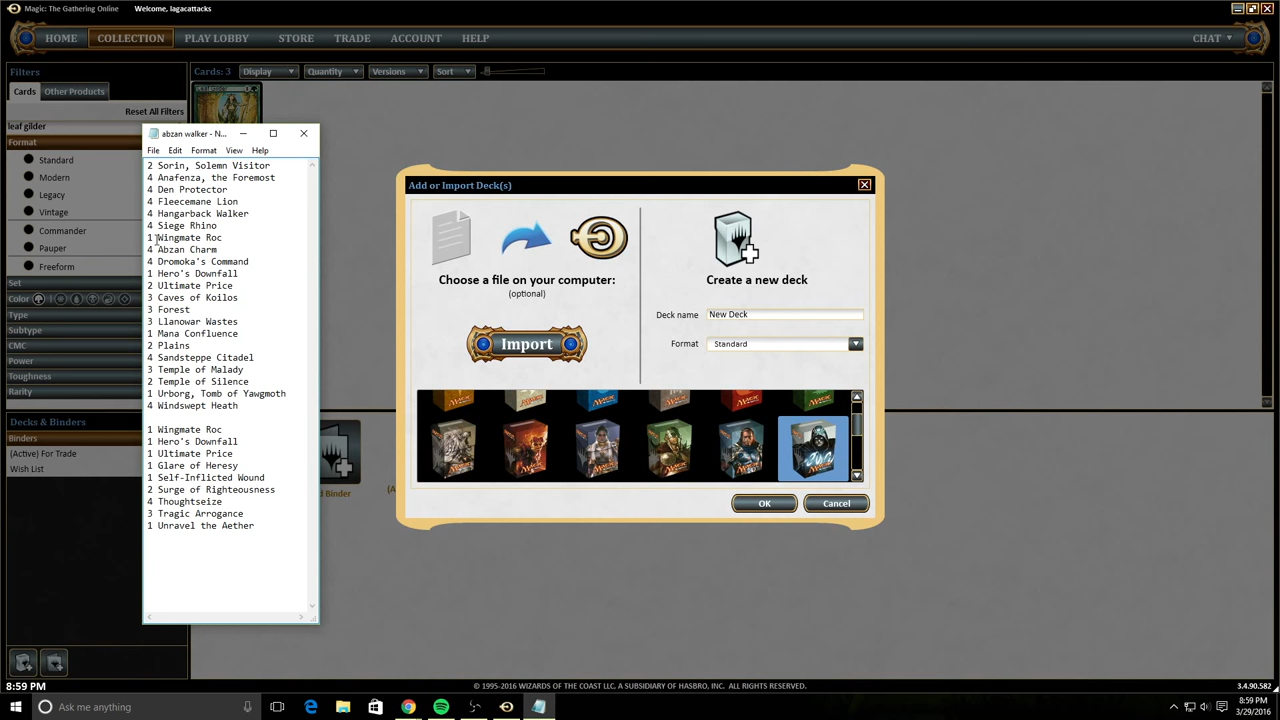 Magic: The Gathering Online
Welcome, lagacattacks
HOME
COLLECTION
PLAY LOBBY
STORE
TRADE
ACCOUNT
HELP
CHAT
Filters
Cards: 3
Display
Quantity
Versions
Sort
Cards
Other Products
Reset All Filters
leaf gilder
Format
Standard
Modern
Legacy
Vintage
Commander
Pauper
Freeform
Set
Color
Type
Subtype
CMC
Power
Toughness
Rarity
Decks & Binders
Binders
(Active) For Trade
Wish List
abzan walker - N...
File Edit Format View Help
2 Sorin, Solemn Visitor
4 Anafenza, the Foremost
4 Den Protector
4 Fleecemane Lion
4 Hangarback Walker
4 Siege Rhino
1 Wingmate Roc
4 Abzan Charm
4 Dromoka's Command
1 Hero's Downfall
2 Ultimate Price
3 Caves of Koilos
3 Forest
3 Llanowar Wastes
1 Mana Confluence
2 Plains
4 Sandsteppe Citadel
3 Temple of Malady
2 Temple of Silence
1 Urborg, Tomb of Yawgmoth
4 Windswept Heath
1 Wingmate Roc
1 Hero's Downfall
1 Ultimate Price
1 Glare of Heresy
1 Self-Inflicted Wound
2 Surge of Righteousness
4 Thoughtseize
3 Tragic Arrogance
1 Unravel the Aether
Binder
(A
Add or Import Deck(s)
Choose a file on your computer:
(optional)
Import
Create a new deck
Deck name
New Deck
Format
Standard
OK
Cancel
8:59 PM
© 1995-2016 WIZARDS OF THE COAST LLC, A SUBSIDIARY OF HASBRO, INC. ALL RIGHTS RESERVED.
3.4.90.582
Ask me anything
8:59 PM
3/29/2016